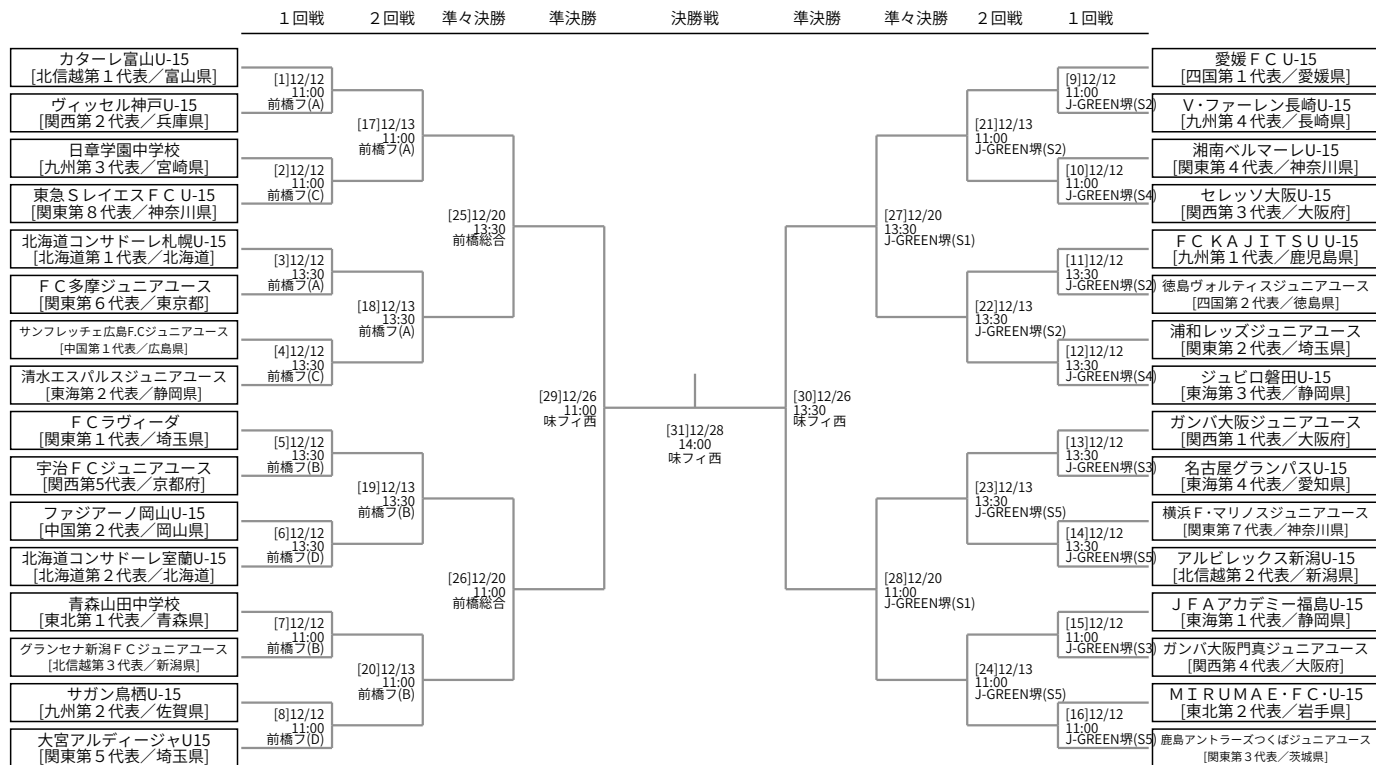 １回戦
２回戦
準々決勝
準決勝
決勝戦
準決勝
準々決勝
２回戦
１回戦
カターレ富山U-15
[北信越第１代表／富山県]
ヴィッセル神戸U-15
[関西第２代表／兵庫県]
日章学園中学校
[九州第３代表／宮崎県]
東急ＳレイエスＦＣ U-15
[関東第８代表／神奈川県]
北海道コンサドーレ札幌U-15
[北海道第１代表／北海道]
ＦＣ多摩ジュニアユース
[関東第６代表／東京都]
サンフレッチェ広島F.Cジュニアユース
[中国第１代表／広島県]
清水エスパルスジュニアユース
[東海第２代表／静岡県]
ＦＣラヴィーダ
[関東第１代表／埼玉県]
宇治ＦＣジュニアユース
[関西第5代表／京都府]
ファジアーノ岡山U-15
[中国第２代表／岡山県]
北海道コンサドーレ室蘭U-15
[北海道第２代表／北海道]
青森山田中学校
[東北第１代表／青森県]
グランセナ新潟ＦＣジュニアユース
[北信越第３代表／新潟県]
サガン鳥栖U-15
[九州第２代表／佐賀県]
大宮アルディージャU15
[関東第５代表／埼玉県]
[1]12/12
11:00
前橋フ(A)
[2]12/12
11:00
前橋フ(C)
[3]12/12
13:30
前橋フ(A)
[4]12/12
13:30
前橋フ(C)
[5]12/12
13:30
前橋フ(B)
[6]12/12
13:30
前橋フ(D)
[7]12/12
11:00
前橋フ(B)
[8]12/12
11:00
前橋フ(D)
[17]12/13
11:00
前橋フ(A)
[18]12/13
13:30
前橋フ(A)
[19]12/13
13:30
前橋フ(B)
[20]12/13
11:00
前橋フ(B)
[25]12/20
13:30
前橋総合
[26]12/20
11:00
前橋総合
[29]12/26
11:00
味フィ西
[31]12/28
14:00
味フィ西
[30]12/26
13:30
味フィ西
[27]12/20
13:30
J-GREEN堺(S1)
[28]12/20
11:00
J-GREEN堺(S1)
[21]12/13
11:00
J-GREEN堺(S2)
[22]12/13
13:30
J-GREEN堺(S2)
[23]12/13
13:30
J-GREEN堺(S5)
[24]12/13
11:00
J-GREEN堺(S5)
[9]12/12
11:00
J-GREEN堺(S2)
[10]12/12
11:00
J-GREEN堺(S4)
[11]12/12
13:30
J-GREEN堺(S2)
[12]12/12
13:30
J-GREEN堺(S4)
[13]12/12
13:30
J-GREEN堺(S3)
[14]12/12
13:30
J-GREEN堺(S5)
[15]12/12
11:00
J-GREEN堺(S3)
[16]12/12
11:00
J-GREEN堺(S5)
愛媛ＦＣ U-15
[四国第１代表／愛媛県]
Ｖ･ファーレン長崎U-15
[九州第４代表／長崎県]
湘南ベルマーレU-15
[関東第４代表／神奈川県]
セレッソ大阪U-15
[関西第３代表／大阪府]
ＦＣ ＫＡＪＩＴＳＵ U-15
[九州第１代表／鹿児島県]
徳島ヴォルティスジュニアユース
[四国第２代表／徳島県]
浦和レッズジュニアユース
[関東第２代表／埼玉県]
ジュビロ磐田U-15
[東海第３代表／静岡県]
ガンバ大阪ジュニアユース
[関西第１代表／大阪府]
名古屋グランパスU-15
[東海第４代表／愛知県]
横浜Ｆ･マリノスジュニアユース
[関東第７代表／神奈川県]
アルビレックス新潟U-15
[北信越第２代表／新潟県]
ＪＦＡアカデミー福島U-15
[東海第１代表／静岡県]
ガンバ大阪門真ジュニアユース
[関西第４代表／大阪府]
ＭＩＲＵＭＡＥ･ＦＣ･U-15
[東北第２代表／岩手県]
鹿島アントラーズつくばジュニアユース
[関東第３代表／茨城県]